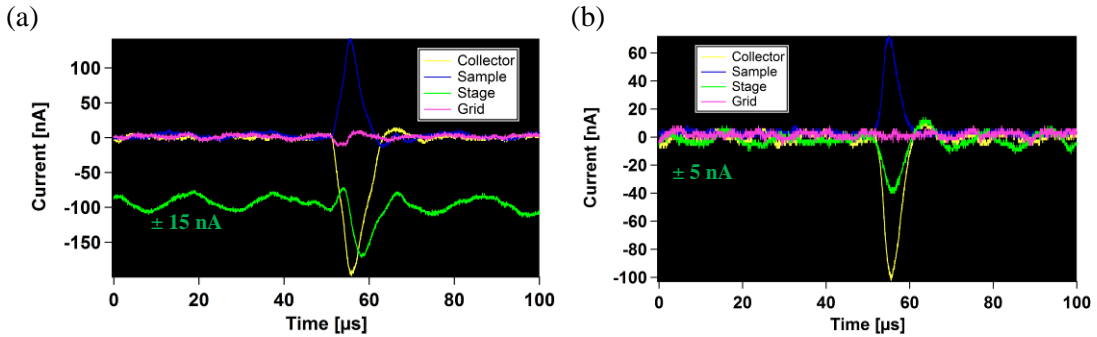 (a)
Current [nA]
100
50
0
-50
-100
-150
Collector
Sample
Stage
Grid
± 15 nA
0 20 40 60 80 100
Time [µs]
(b)
Current [nA]
60
40
20
0
-20
-40
-60
-80
-100
Collector
Sample
Stage
Grid
± 5 nA
0 20 40 60 80 100
Time [µs]